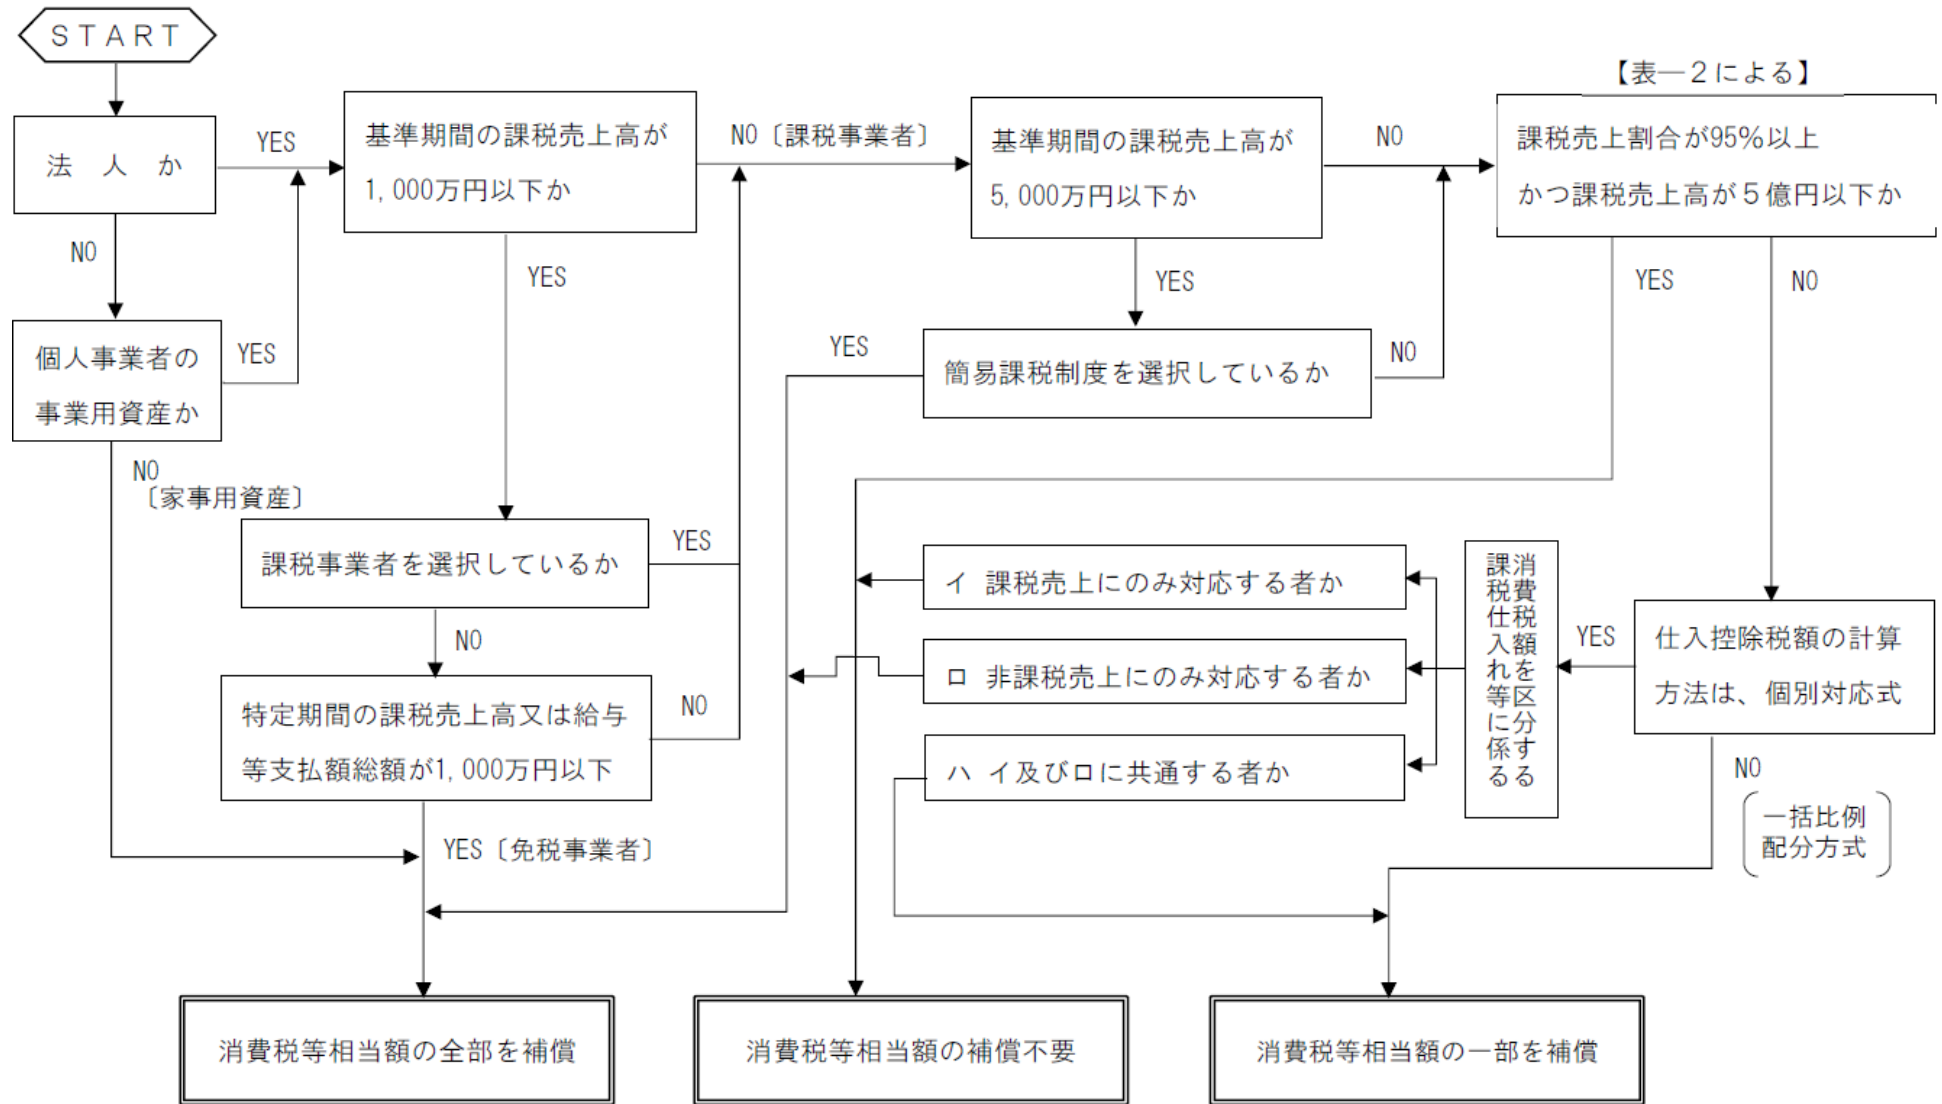 START
法 人 か
YES
NO
個人事業者の
事業用資産か
YES
NO
〔家事用資産〕
基準期間の課税売上高が
1,000万円以下か
NO〔課税事業者〕
YES
課税事業者を選択しているか
YES
NO
特定期間の課税売上高又は給与
等支払額総額が1,000万円以下
NO
YES〔免税事業者〕
基準期間の課税売上高が
5,000万円以下か
NO
YES
簡易課税制度を選択しているか
YES
NO
【表―2による】
課税売上割合が95%以上
かつ課税売上高が5億円以下か
YES
NO
仕入控除税額の計算
方法は、個別対応式
YES
NO
一括比例
配分方式
消費税額を区分する
課税仕入れ等に係る
イ 課税売上にのみ対応する者か
ロ 非課税売上にのみ対応する者か
ハ イ及びロに共通する者か
消費税等相当額の全部を補償
消費税等相当額の補償不要
消費税等相当額の一部を補償